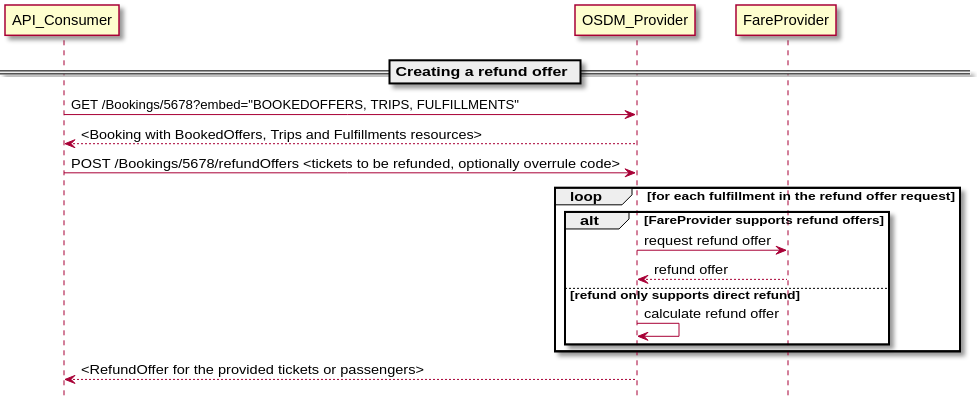 API_Consumer
OSDM_Provider
FareProvider
Creating a refund offer
GET /Bookings/5678?embed="BOOKEDOFFERS, TRIPS, FULFILLMENTS"
<Booking with BookedOffers, Trips and Fulfillments resources>
POST /Bookings/5678/refundOffers <tickets to be refunded, optionally overrule code>
loop
[for each fulfillment in the refund offer request]
alt
[FareProvider supports refund offers]
request refund offer
refund offer
[refund only supports direct refund]
calculate refund offer
<RefundOffer for the provided tickets or passengers>